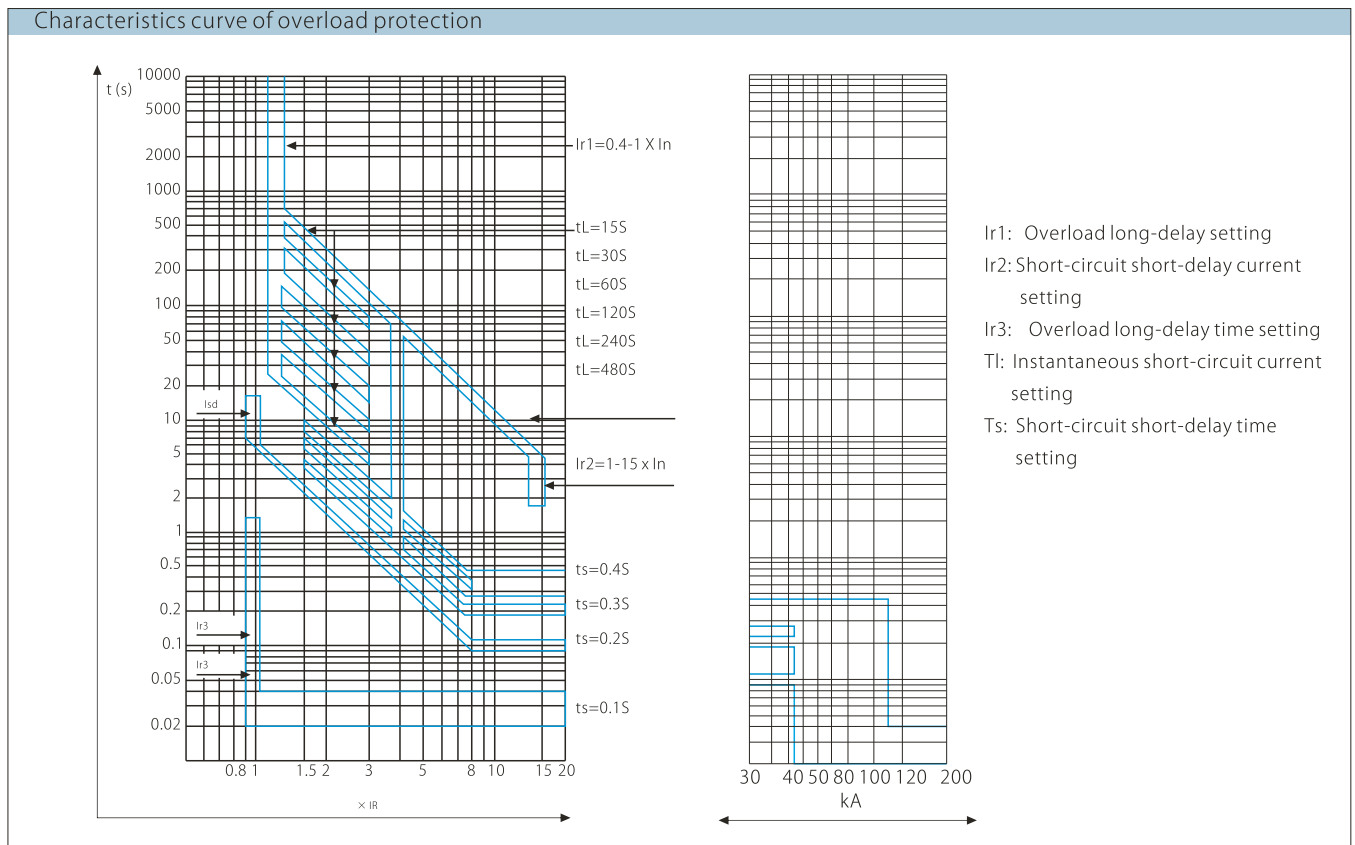 Characteristics curve of overload protection
t (s)
10000
5000
2000
1000
500
200
100
50
20
10
5
2
1
0.5
0.2
0.1
0.05
0.02
Isd
Ir3
Ir3
0.8 1 1.5 2 3 5 8 10 15 20
× IR
Ir1=0.4-1 X In
tL=15S
tL=30S
tL=60S
tL=120S
tL=240S
tL=480S
Ir2=1-15 x In
ts=0.4S
ts=0.3S
ts=0.2S
ts=0.1S
30 40 50 80 100 120 200
kA
Ir1: Overload long-delay setting
Ir2: Short-circuit short-delay current
setting
Ir3: Overload long-delay time setting
Tl: Instantaneous short-circuit current
setting
Ts: Short-circuit short-delay time
setting